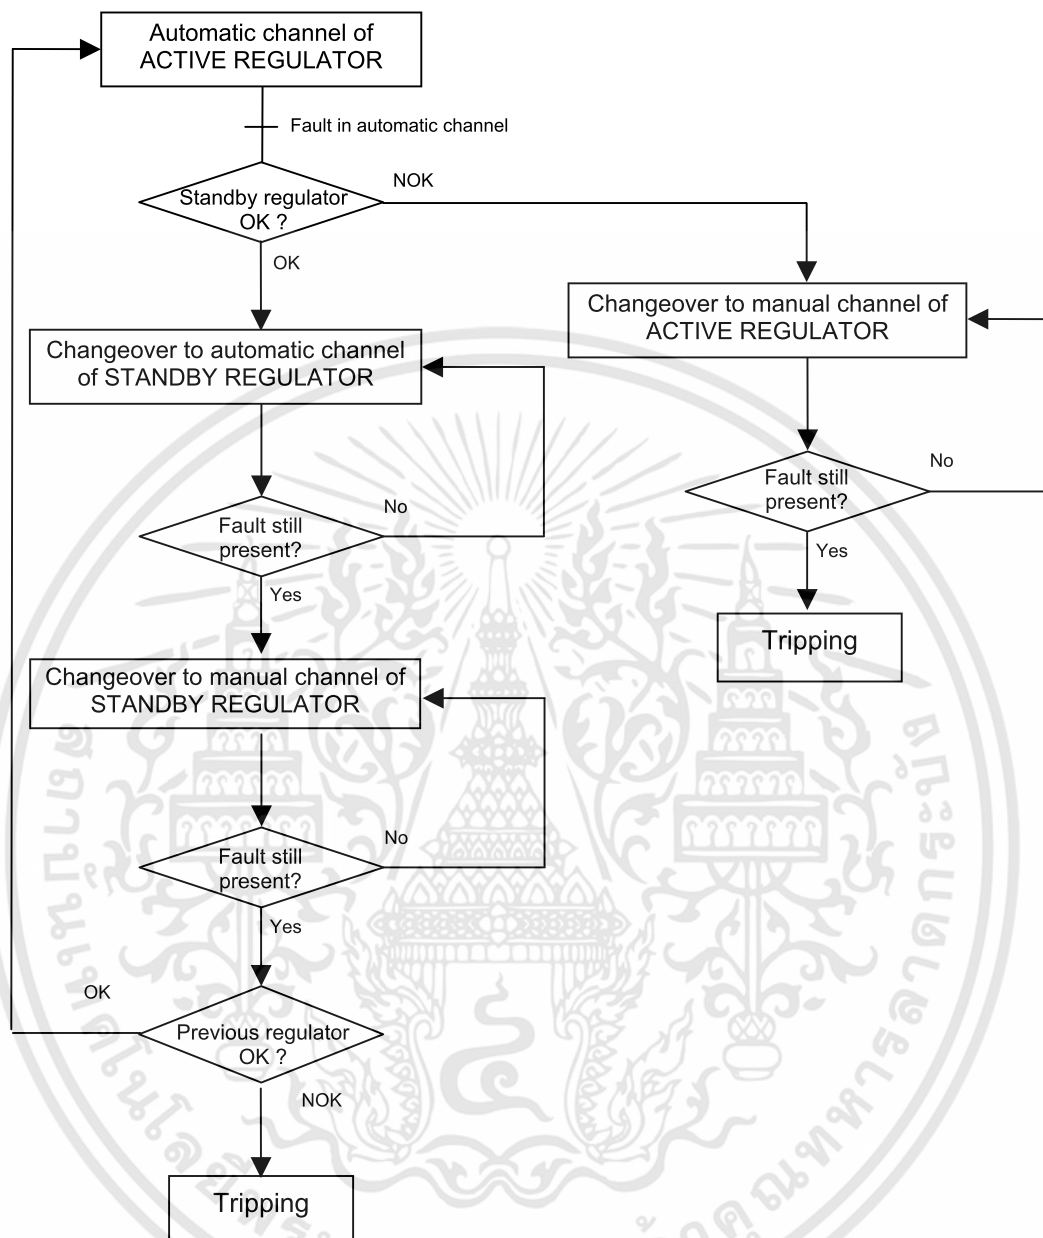 Automatic channel of
ACTIVE REGULATOR
Fault in automatic channel
Standby regulator
OK ?
NOK
OK
Changeover to manual channel of
ACTIVE REGULATOR
Changeover to automatic channel
of STANDBY REGULATOR
Fault still
present?
No
Yes
Tripping
Fault still
present?
No
Yes
Changeover to manual channel of
STANDBY REGULATOR
Fault still
present?
No
Yes
OK
Previous regulator
OK ?
NOK
Tripping